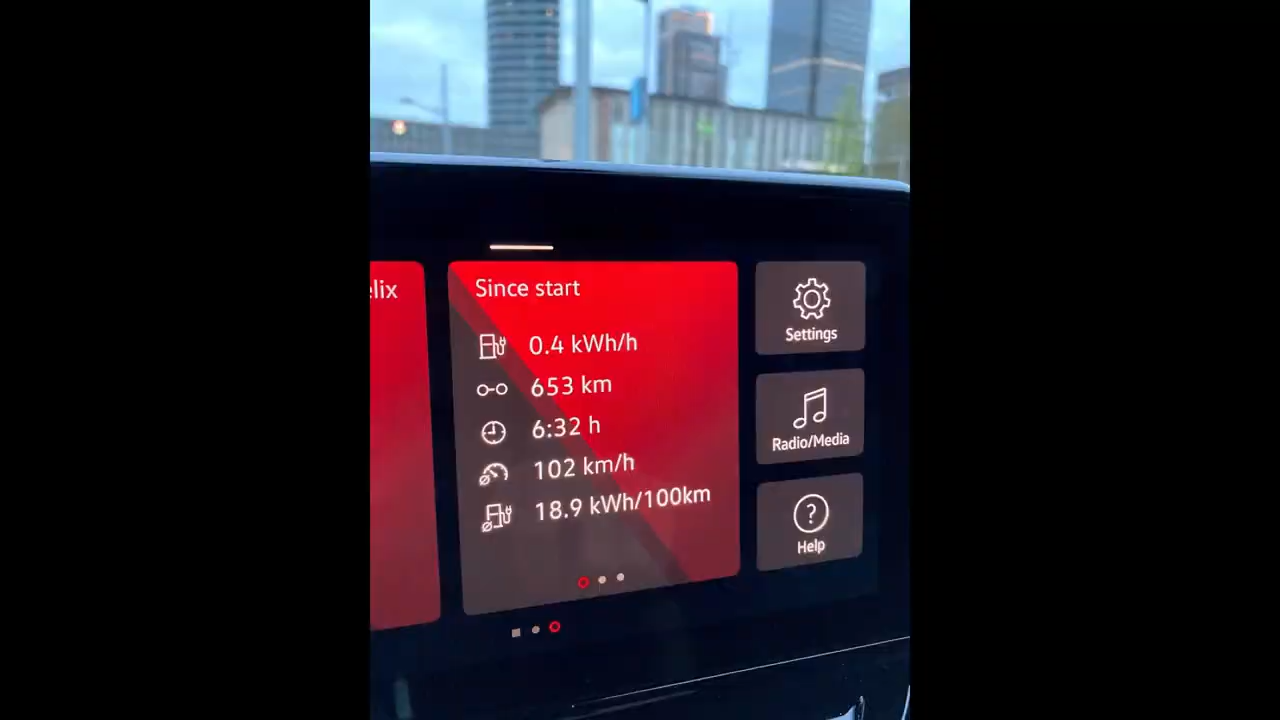 elix
Since start
0.4 kWh/h
653 km
6:32 h
102 km/h
18.9 kWh/100km
Settings
Radio/Media
Help